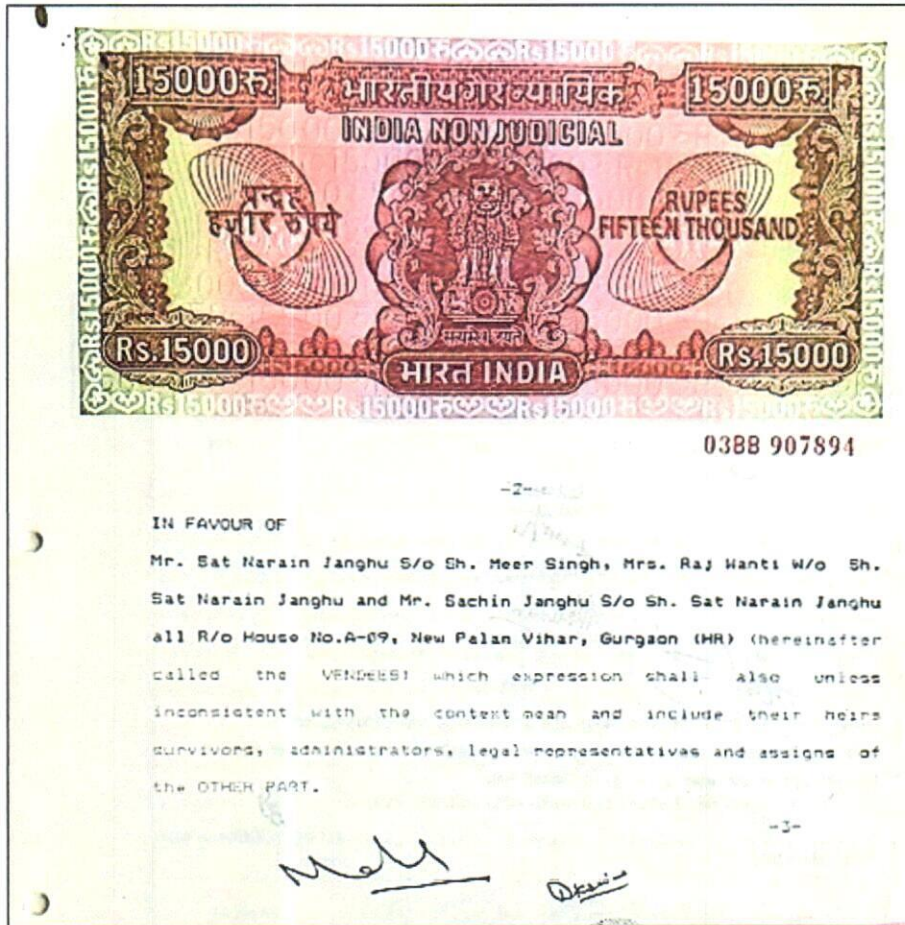 15000रु. भारतीय गैर न्यायिक 15000रु.
INDIA NON JUDICIAL
पन्द्रह
हजार रुपये
RUPEES
FIFTEEN THOUSAND
सत्यमेव जयते
Rs.15000 भारत INDIA Rs.15000
03BB 907894
-2-
IN FAVOUR OF
Mr. Sat Narain Janghu S/o Sh. Meer Singh, Mrs. Raj Wanti W/o Sh.
Sat Narain Janghu and Mr. Sachin Janghu S/o Sh. Sat Narain Janghu
all R/o House No.A-09, New Palan Vihar, Gurgaon (HR) (hereinafter
called the VENDEES) which expression shall also unless
inconsistent with the context mean and include their heirs
survivors, administrators, legal representatives and assigns of
the OTHER PART.
-3-